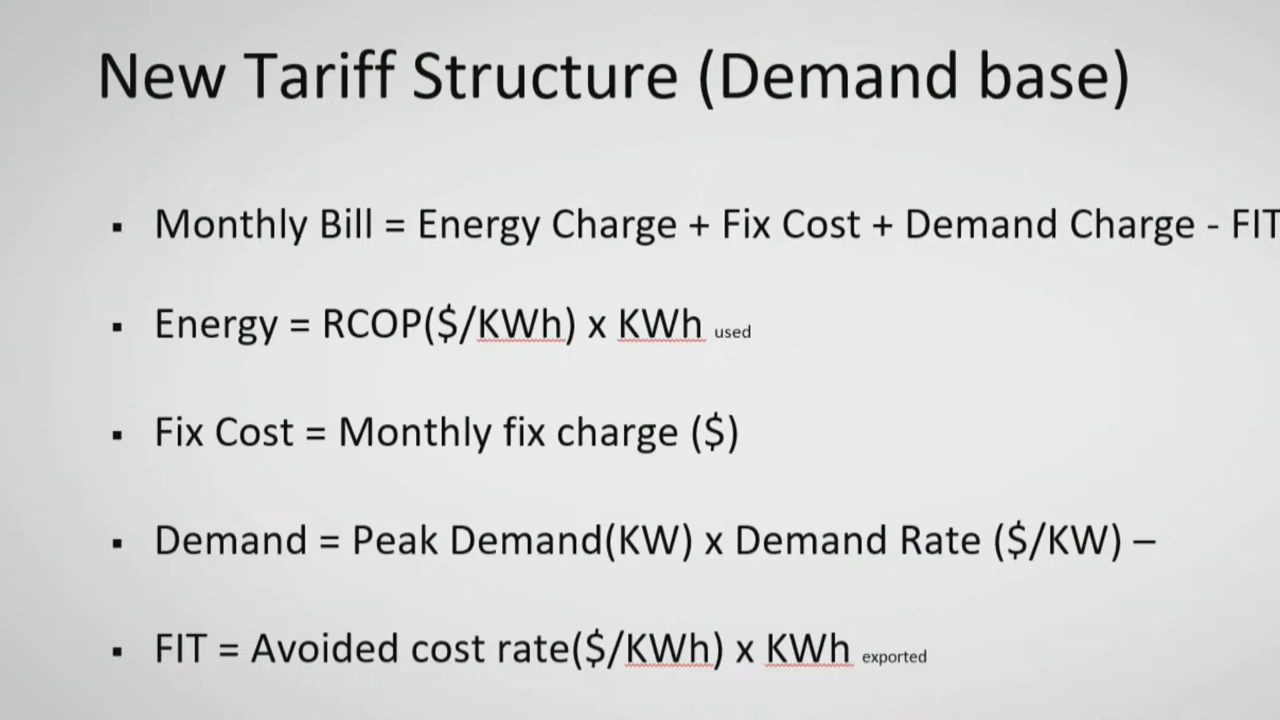 New Tariff Structure (Demand base)
▪ Monthly Bill = Energy Charge + Fix Cost + Demand Charge - FIT
▪ Energy = RCOP($/KWh) x KWh used
▪ Fix Cost = Monthly fix charge ($)
▪ Demand = Peak Demand(KW) x Demand Rate ($/KW) –
▪ FIT = Avoided cost rate($/KWh) x KWh exported